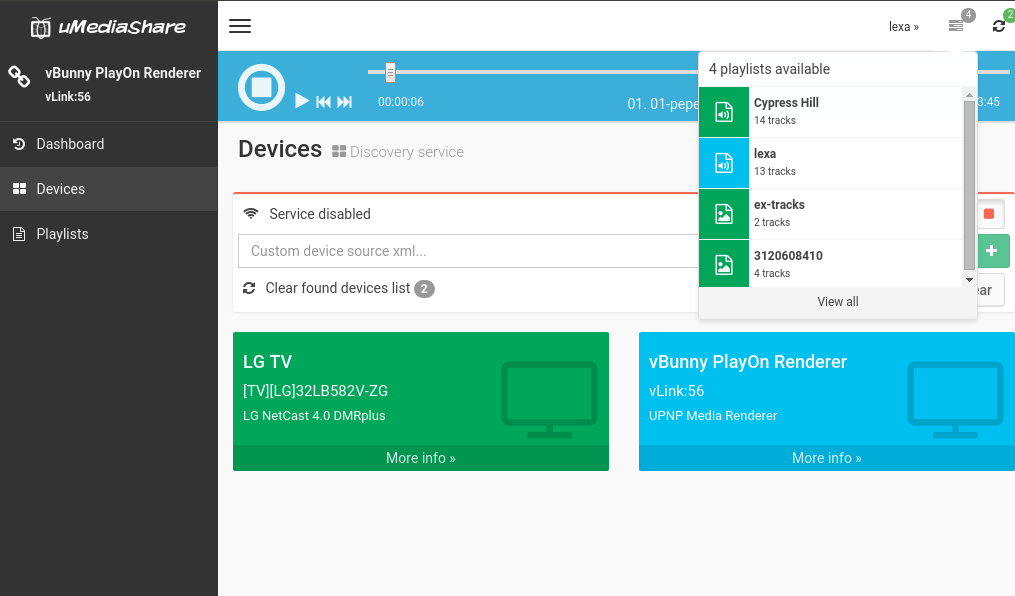 uMediaShare
vBunny PlayOn Renderer
vLink:56
Dashboard
Devices
Playlists
lexa »
4
2
00:00:06
01. 01-pepe
3:45
Devices Discovery service
Service disabled
Custom device source xml...
Clear found devices list 2
ear
4 playlists available
Cypress Hill
14 tracks
lexa
13 tracks
ex-tracks
2 tracks
3120608410
4 tracks
View all
LG TV
[TV][LG]32LB582V-ZG
LG NetCast 4.0 DMRplus
More info »
vBunny PlayOn Renderer
vLink:56
UPNP Media Renderer
More info »